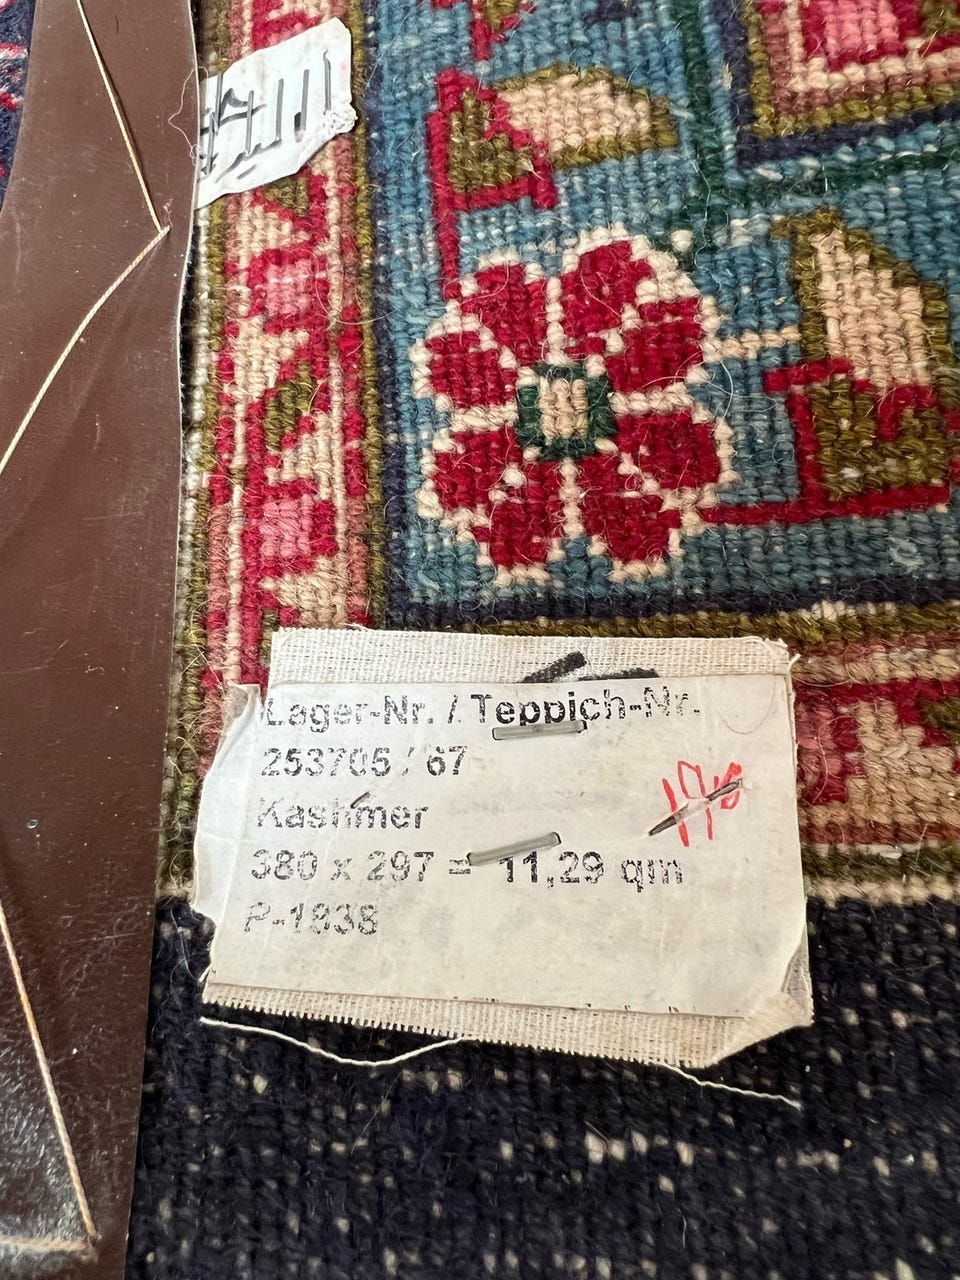 Lager-Nr. / Teppich-Nr.
253705 / 67
Kashmer
380 x 297 = 11,29 qm
P-1838